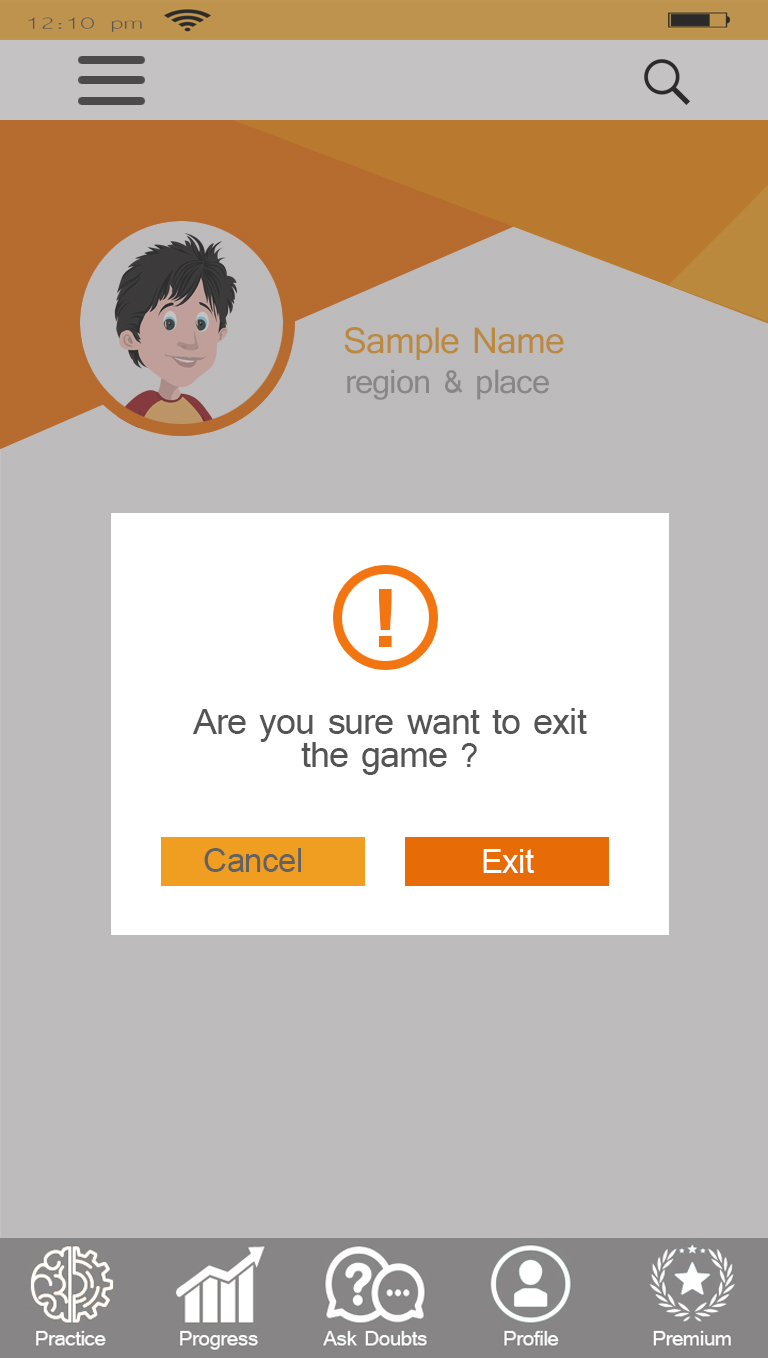 12:10 pm
Sample Name
region & place
!
Are you sure want to exit
the game ?
Cancel
Exit
Practice
Progress
Ask Doubts
Profile
Premium